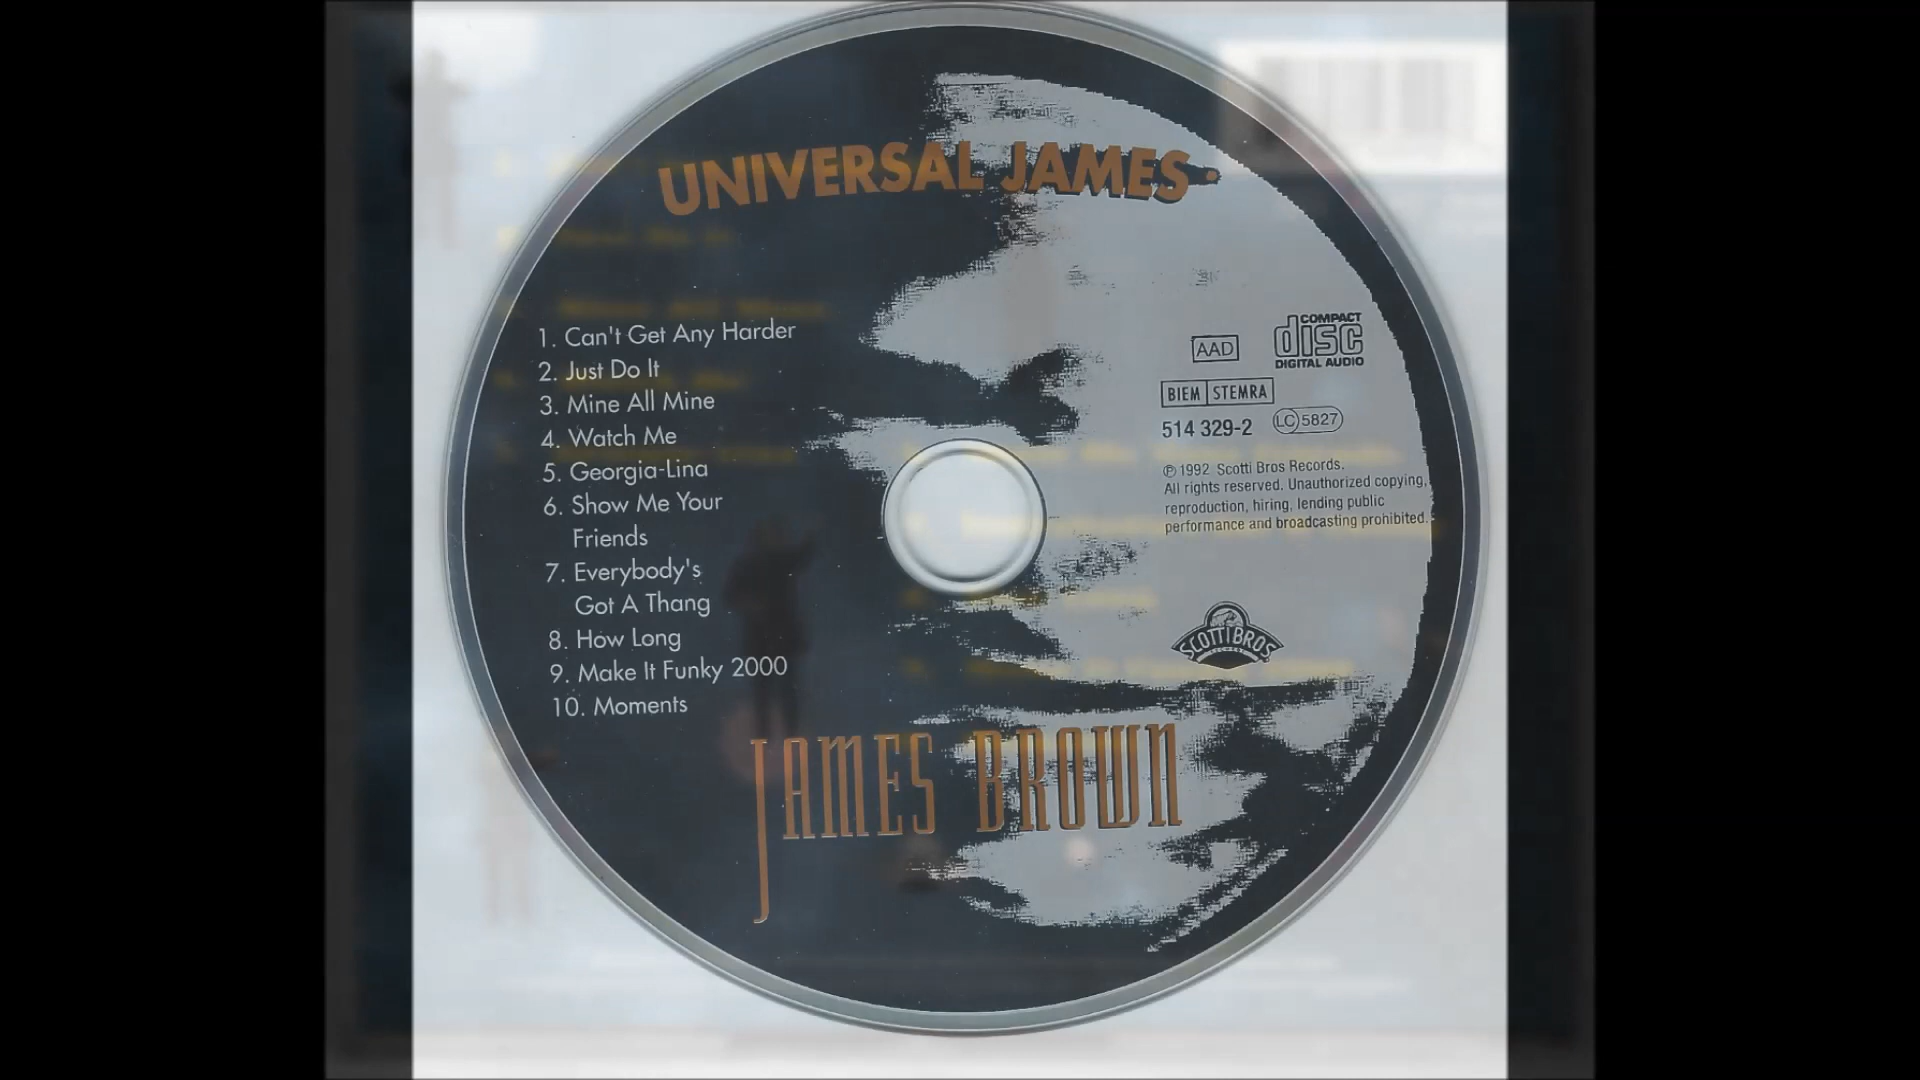 UNIVERSAL JAMES
1. Can't Get Any Harder
2. Just Do It
3. Mine All Mine
4. Watch Me
5. Georgia-Lina
6. Show Me Your
Friends
7. Everybody's
Got A Thang
8. How Long
9. Make It Funky 2000
10. Moments
AAD
COMPACT
disc
DIGITAL AUDIO
BIEM STEMRA
514 329-2
LC 5827
℗ 1992 Scotti Bros Records.
All rights reserved. Unauthorized copying,
reproduction, hiring, lending public
performance and broadcasting prohibited.
SCOTTI BROS
JAMES BROWN